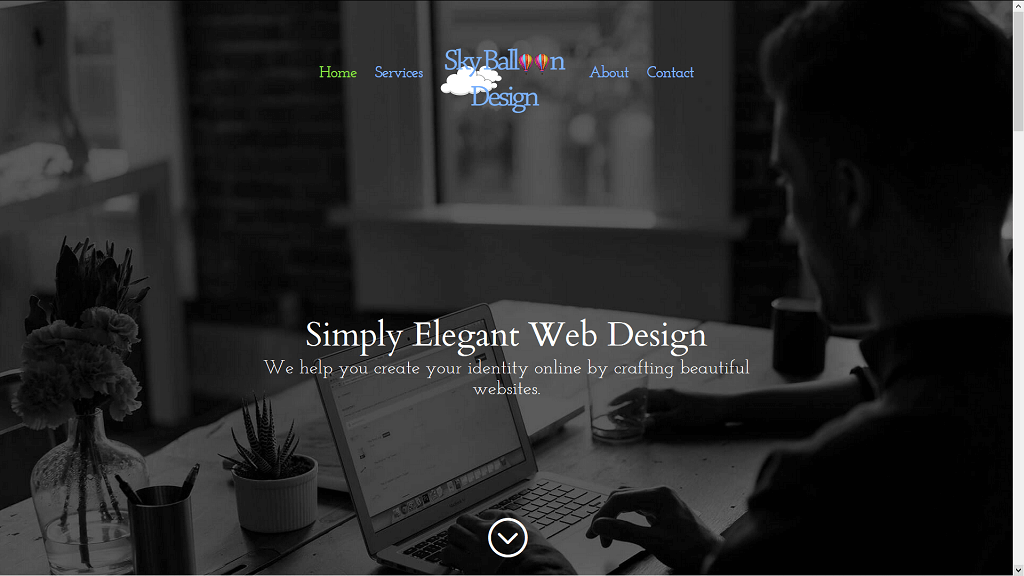 Home
Services
Sky Balloon
Design
About
Contact
Simply Elegant Web Design
We help you create your identity online by crafting beautiful
websites.